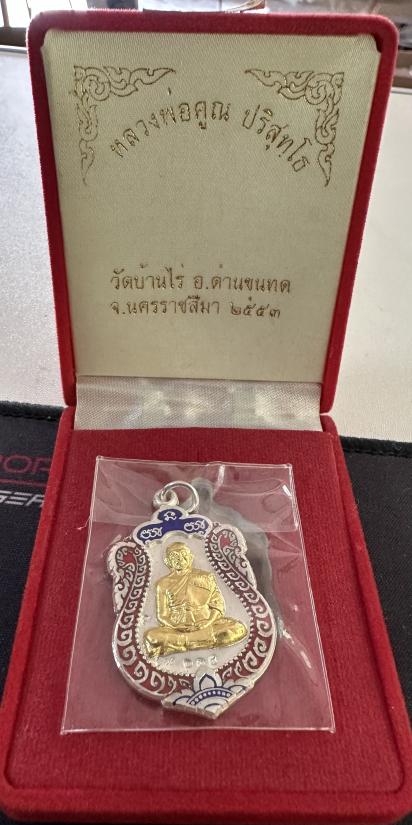 หลวงพ่อคูณ ปริสุทฺโธ
วัดบ้านไร่ อ.ด่านขุนทด
จ.นครราชสีมา ๒๕๕๓